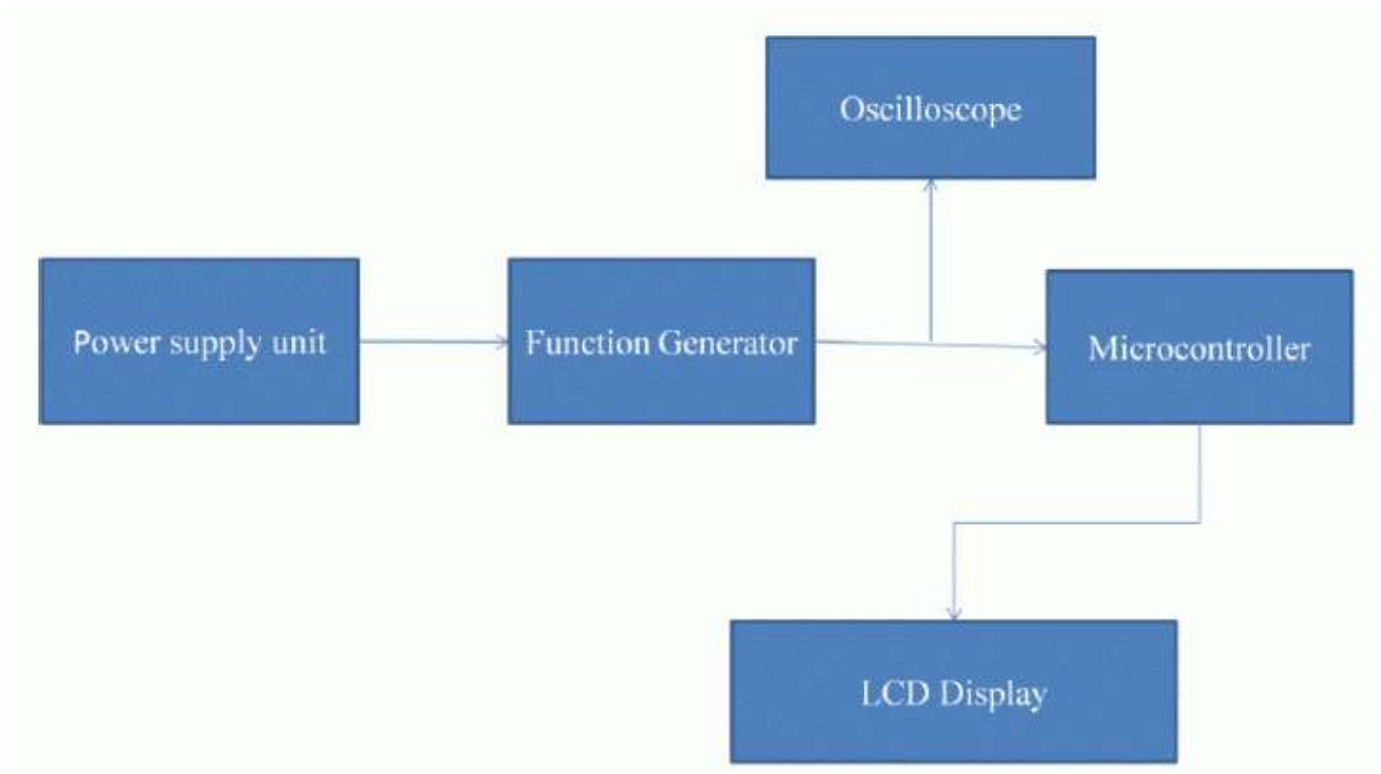 Oscilloscope
Power supply unit
Function Generator
Microcontroller
LCD Display